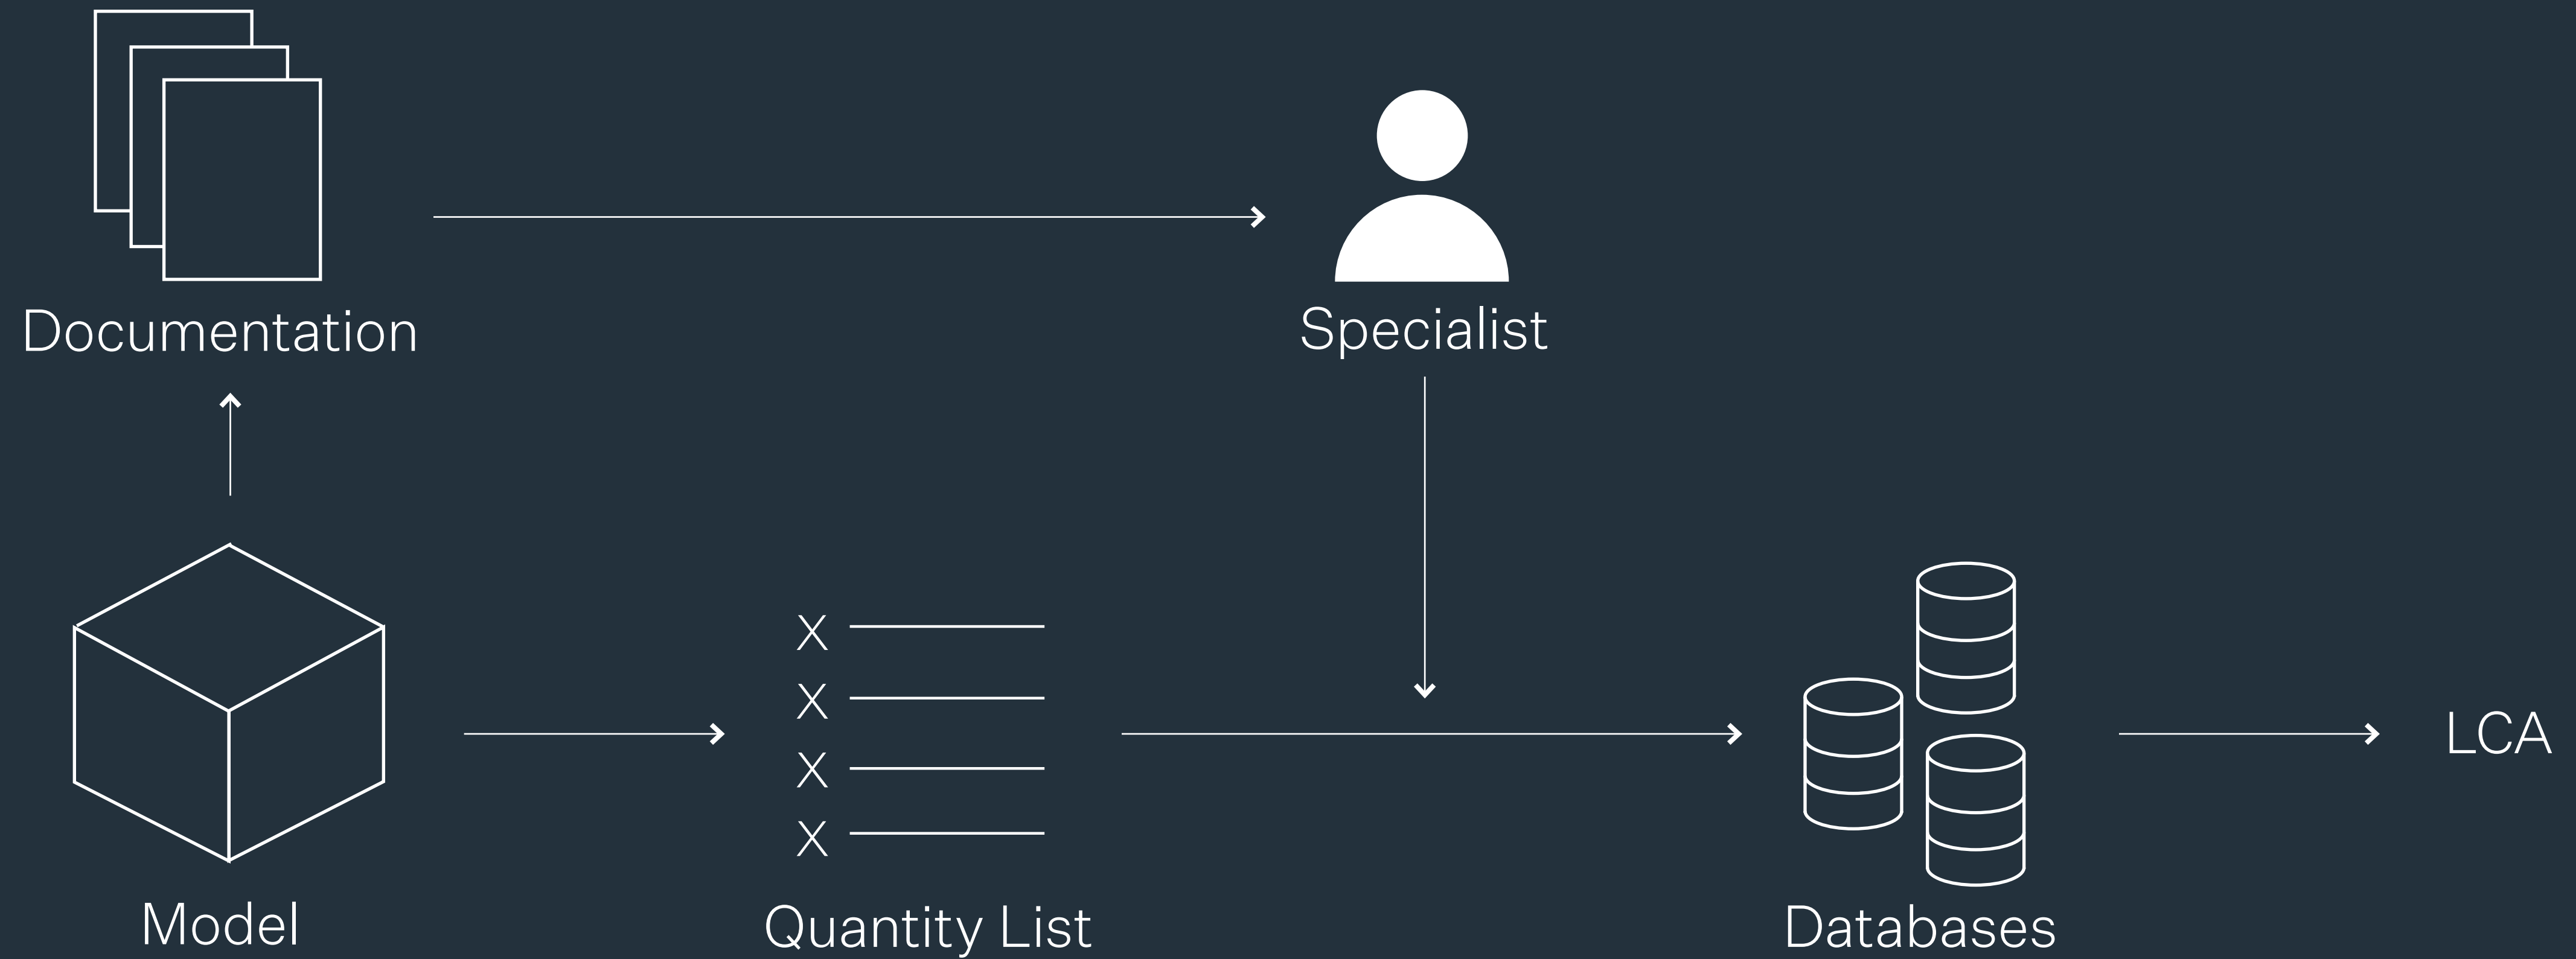 Documentation
Specialist
X
X
X
X
LCA
Model
Quantity List
Databases